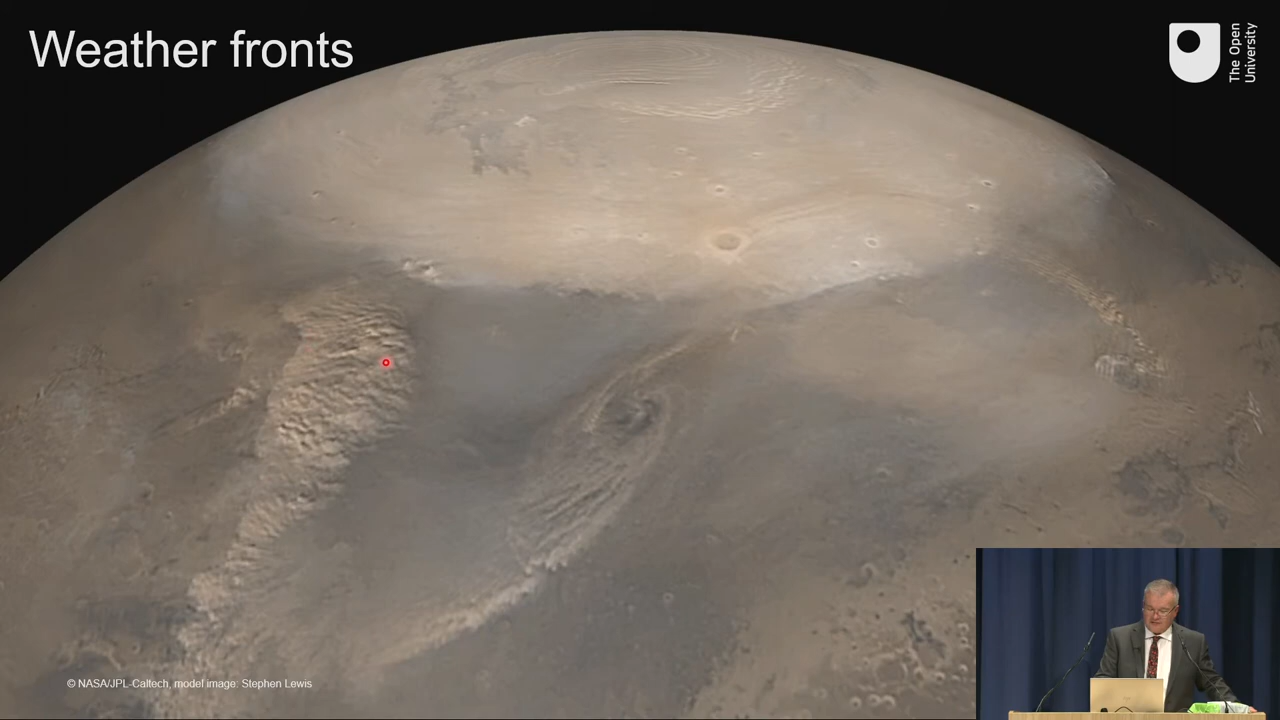 Weather fronts
The Open
University
© NASA/JPL-Caltech, model image: Stephen Lewis